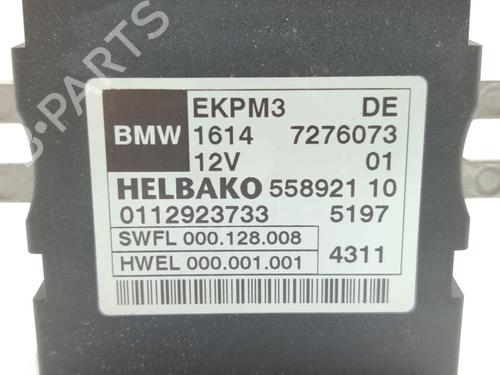 B-PARTS
EKPM3 DE
BMW 1614 7276073
12V 01
HELBAKO 558921 10
0112923733 5197
SWFL 000.128.008
HWEL 000.001.001 4311